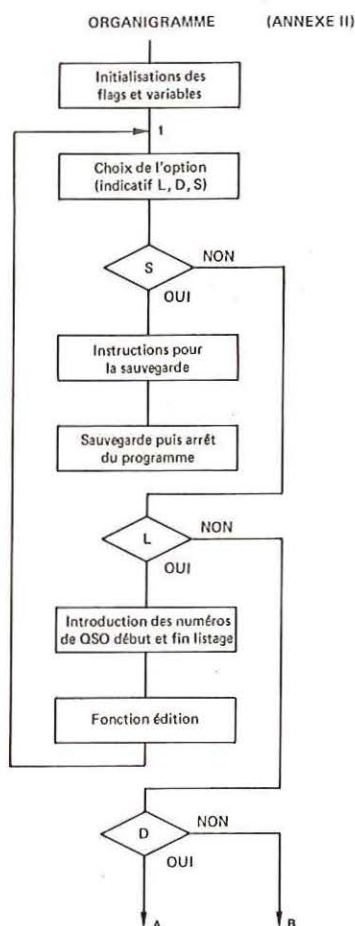 ORGANIGRAMME (ANNEXE II)
Initialisations des
flags et variables
1
Choix de l'option
(indicatif L, D, S)
S
NON
OUI
Instructions pour
la sauvegarde
Sauvegarde puis arrêt
du programme
L
NON
OUI
Introduction des numéros
de QSO début et fin listage
Fonction édition
D
NON
OUI
A
B